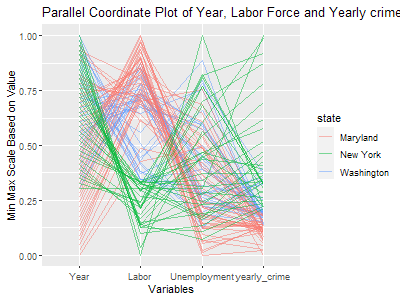 Parallel Coordinate Plot of Year, Labor Force and Yearly crime
Min Max Scale Based on Value
1.00
0.75
0.50
0.25
0.00
Year Labor Unemployment yearly_crime
Variables
state
Maryland
New York
Washington